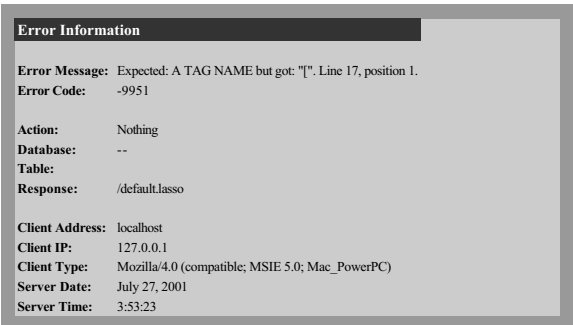 Error Information
Error Message: Expected: A TAG NAME but got: "[". Line 17, position 1.
Error Code: -9951
Action: Nothing
Database: --
Table:
Response: /default.lasso
Client Address: localhost
Client IP: 127.0.0.1
Client Type: Mozilla/4.0 (compatible; MSIE 5.0; Mac_PowerPC)
Server Date: July 27, 2001
Server Time: 3:53:23